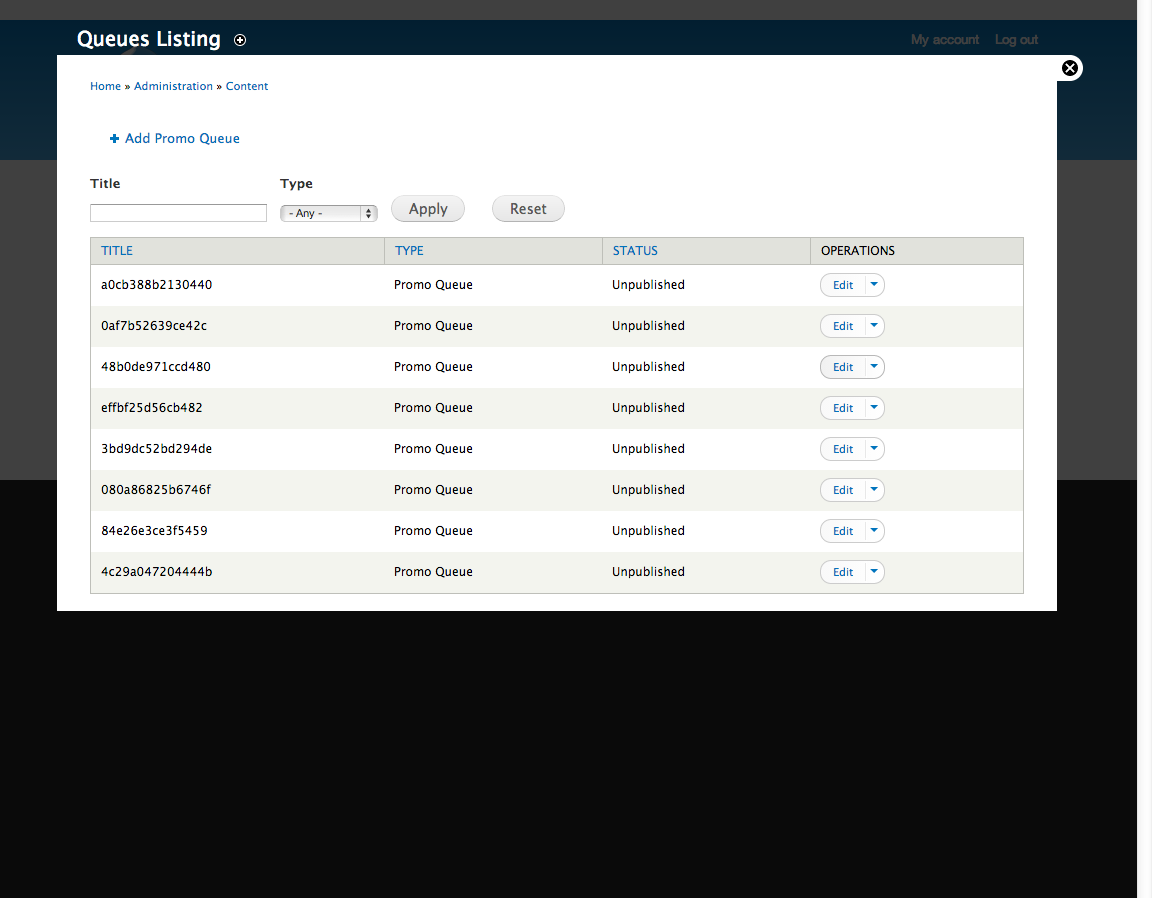 Queues Listing
My account Log out
Home » Administration » Content
Add Promo Queue
Title Type
- Any - Apply Reset
TITLE TYPE STATUS OPERATIONS
a0cb388b2130440 Promo Queue Unpublished Edit
0af7b52639ce42c Promo Queue Unpublished Edit
48b0de971ccd480 Promo Queue Unpublished Edit
effbf25d56cb482 Promo Queue Unpublished Edit
3bd9dc52bd294de Promo Queue Unpublished Edit
080a86825b6746f Promo Queue Unpublished Edit
84e26e3ce3f5459 Promo Queue Unpublished Edit
4c29a047204444b Promo Queue Unpublished Edit